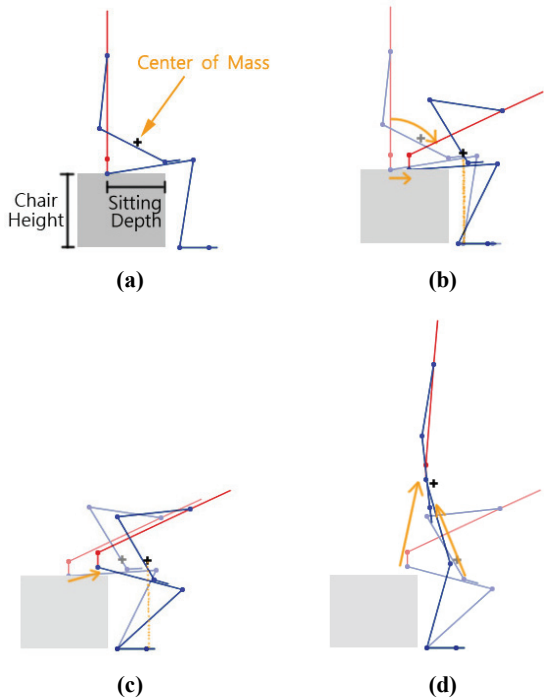 Center of Mass
Chair
Height
Sitting
Depth
(a)
(b)
(c)
(d)